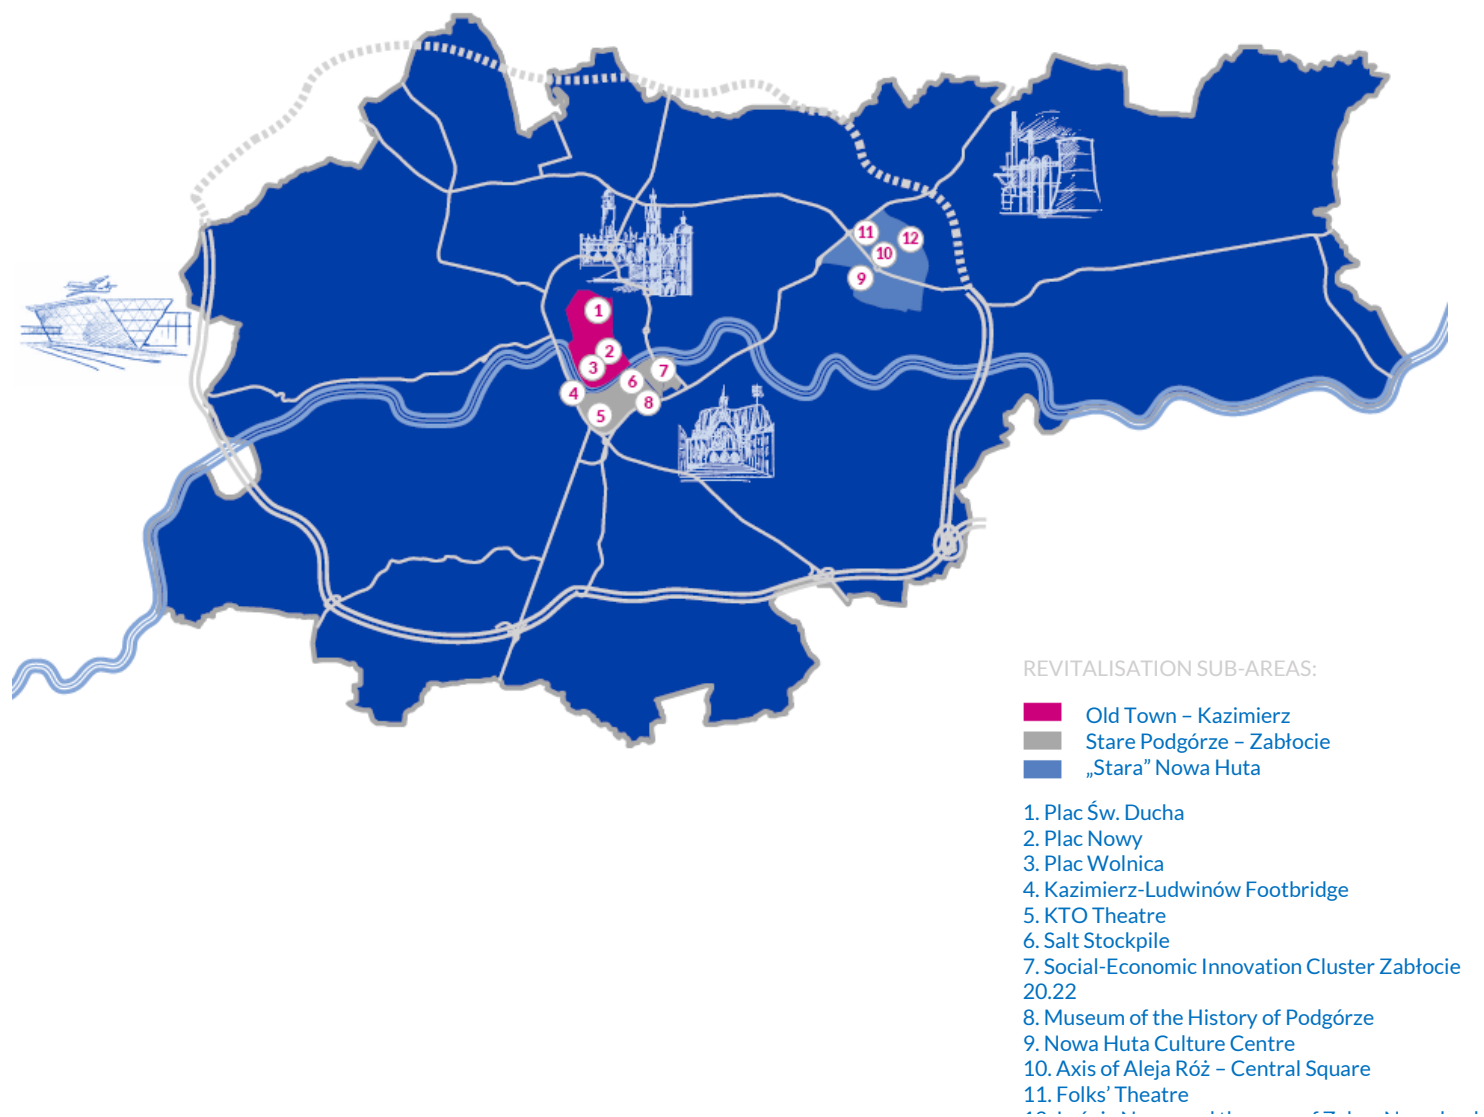 11
12
10
9
1
2
3
7
6
4
8
5
REVITALISATION SUB-AREAS:
Old Town – Kazimierz
Stare Podgórze – Zabłocie
„Stara” Nowa Huta
1. Plac Św. Ducha
2. Plac Nowy
3. Plac Wolnica
4. Kazimierz-Ludwinów Footbridge
5. KTO Theatre
6. Salt Stockpile
7. Social-Economic Innovation Cluster Zabłocie
20.22
8. Museum of the History of Podgórze
9. Nowa Huta Culture Centre
10. Axis of Aleja Róż – Central Square
11. Folks’ Theatre